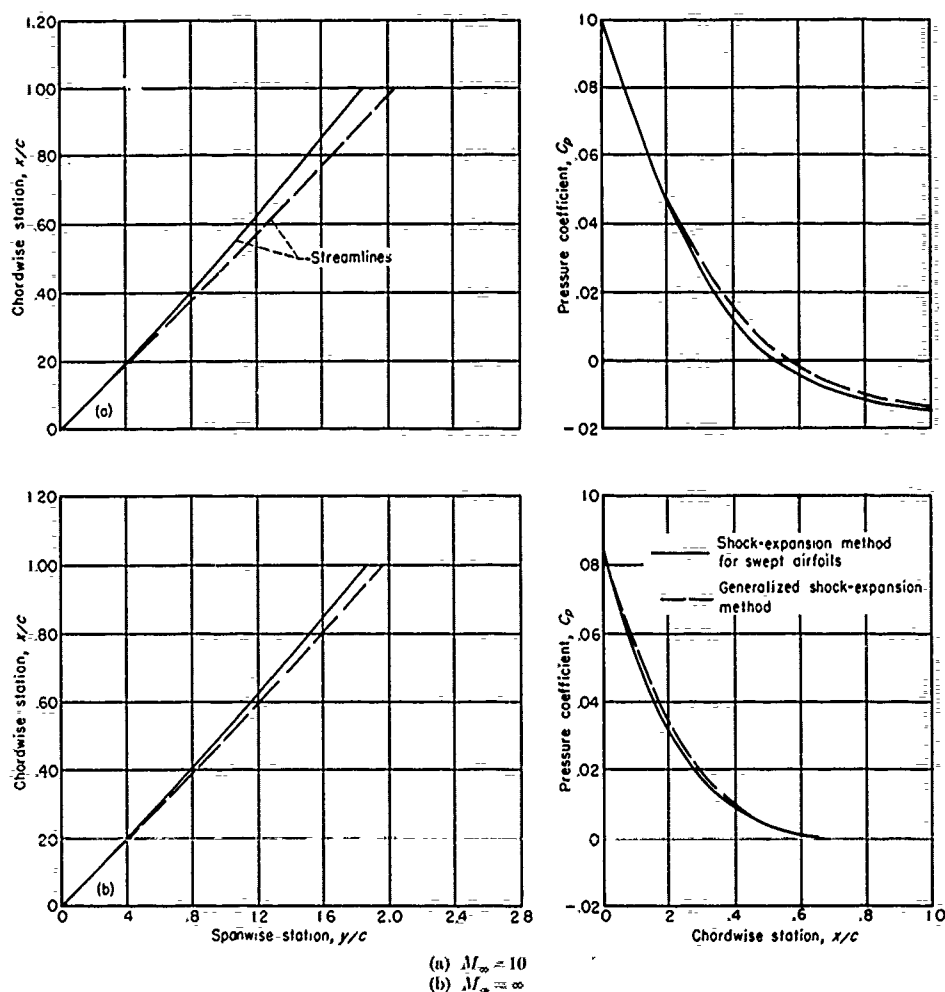 1.20
1.00
.80
.60
.40
.20
0
Chordwise station, x/c
Streamlines
(a)
.10
.08
.06
.04
.02
0
-.02
Pressure coefficient, Cp
1.20
1.00
.80
.60
.40
.20
0
Chordwise station, x/c
(b)
0 .4 .8 1.2 1.6 2.0 2.4 2.8
Spanwise station, y/c
.10
.08
.06
.04
.02
0
-.02
Pressure coefficient, Cp
Shock-expansion method
for swept airfoils
Generalized shock-expansion
method
0 .2 .4 .6 .8 1.0
Chordwise station, x/c
(a) M∞ = 10
(b) M∞ = ∞